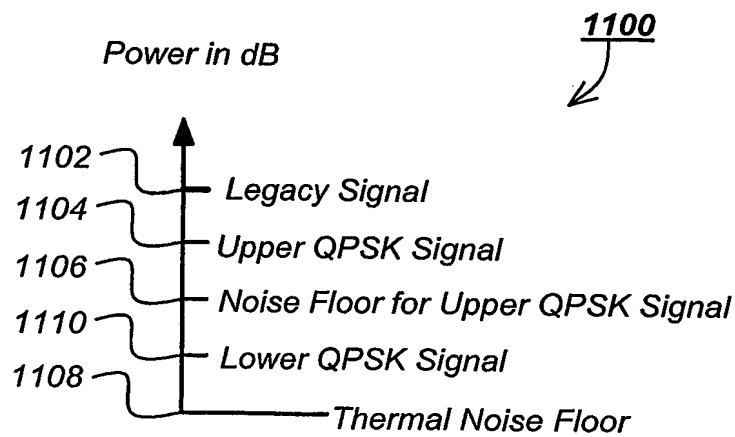 1100
Power in dB
1102
Legacy Signal
1104
Upper QPSK Signal
1106
Noise Floor for Upper QPSK Signal
1110
Lower QPSK Signal
1108
Thermal Noise Floor